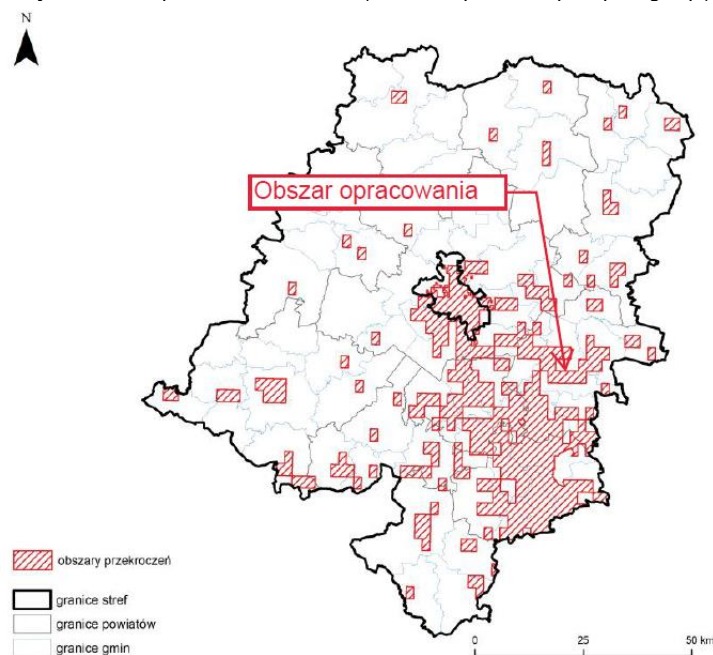 N
Obszar opracowania
obszary przekroczeń
granice stref
granice powiatów
granice gmin
0 25 50 km